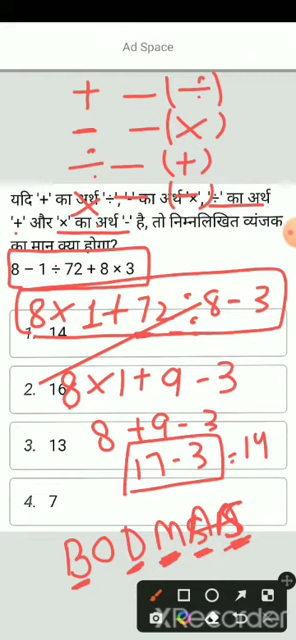 Ad Space
+ – (÷)
- – (×)
÷ – (+)
× – (-)
यदि '+' का अर्थ '÷', '-' का अर्थ '×', '÷' का अर्थ
'+' और 'x' का अर्थ '-' है, तो निम्नलिखित व्यंजक
का मान क्या होगा?
8 − 1 ÷ 72 + 8 × 3
8 × 1 + 72 ÷ 8 - 3
1. 14
2. 16
8 × 1 + 9 - 3
3. 13
8 + 9 - 3
17 - 3 = 14
4. 7
BODMAS
XRecorder